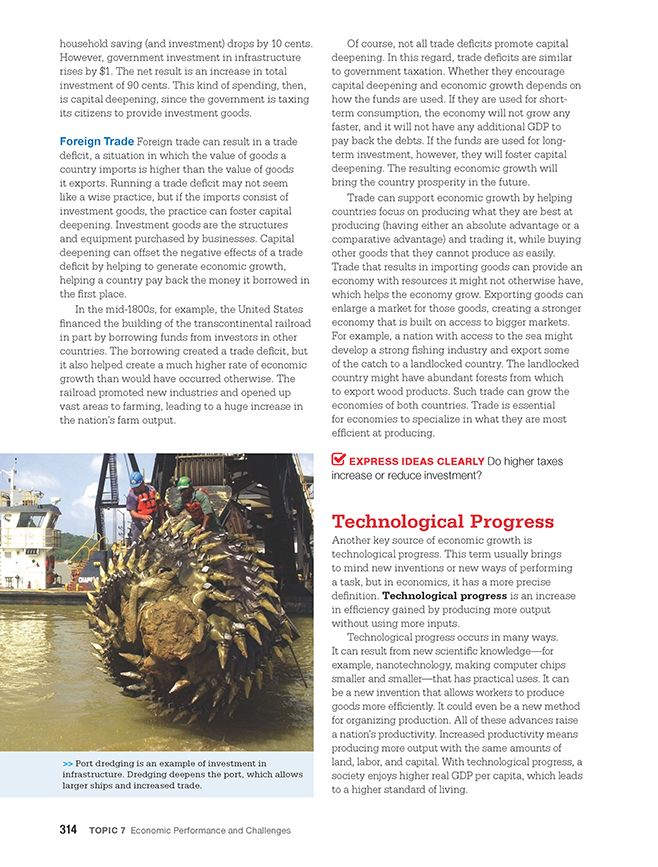 household saving (and investment) drops by 10 cents.
However, government investment in infrastructure
rises by $1. The net result is an increase in total
investment of 90 cents. This kind of spending, then,
is capital deepening, since the government is taxing
its citizens to provide investment goods.
Foreign Trade Foreign trade can result in a trade
deficit, a situation in which the value of goods a
country imports is higher than the value of goods
it exports. Running a trade deficit may not seem
like a wise practice, but if the imports consist of
investment goods, the practice can foster capital
deepening. Investment goods are the structures
and equipment purchased by businesses. Capital
deepening can offset the negative effects of a trade
deficit by helping to generate economic growth,
helping a country pay back the money it borrowed in
the first place.
In the mid-1800s, for example, the United States
financed the building of the transcontinental railroad
in part by borrowing funds from investors in other
countries. The borrowing created a trade deficit, but
it also helped create a much higher rate of economic
growth than would have occurred otherwise. The
railroad promoted new industries and opened up
vast areas to farming, leading to a huge increase in
the nation's farm output.
>> Port dredging is an example of investment in
infrastructure. Dredging deepens the port, which allows
larger ships and increased trade.
Of course, not all trade deficits promote capital
deepening. In this regard, trade deficits are similar
to government taxation. Whether they encourage
capital deepening and economic growth depends on
how the funds are used. If they are used for short-
term consumption, the economy will not grow any
faster, and it will not have any additional GDP to
pay back the debts. If the funds are used for long-
term investment, however, they will foster capital
deepening. The resulting economic growth will
bring the country prosperity in the future.
Trade can support economic growth by helping
countries focus on producing what they are best at
producing (having either an absolute advantage or a
comparative advantage) and trading it, while buying
other goods that they cannot produce as easily.
Trade that results in importing goods can provide an
economy with resources it might not otherwise have,
which helps the economy grow. Exporting goods can
enlarge a market for those goods, creating a stronger
economy that is built on access to bigger markets.
For example, a nation with access to the sea might
develop a strong fishing industry and export some
of the catch to a landlocked country. The landlocked
country might have abundant forests from which
to export wood products. Such trade can grow the
economies of both countries. Trade is essential
for economies to specialize in what they are most
efficient at producing.
EXPRESS IDEAS CLEARLY Do higher taxes
increase or reduce investment?
Technological Progress
Another key source of economic growth is
technological progress. This term usually brings
to mind new inventions or new ways of performing
a task, but in economics, it has a more precise
definition. Technological progress is an increase
in efficiency gained by producing more output
without using more inputs.
Technological progress occurs in many ways.
It can result from new scientific knowledge—for
example, nanotechnology, making computer chips
smaller and smaller—that has practical uses. It can
be a new invention that allows workers to produce
goods more efficiently. It could even be a new method
for organizing production. All of these advances raise
a nation's productivity. Increased productivity means
producing more output with the same amounts of
land, labor, and capital. With technological progress, a
society enjoys higher real GDP per capita, which leads
to a higher standard of living.
314 TOPIC 7 Economic Performance and Challenges